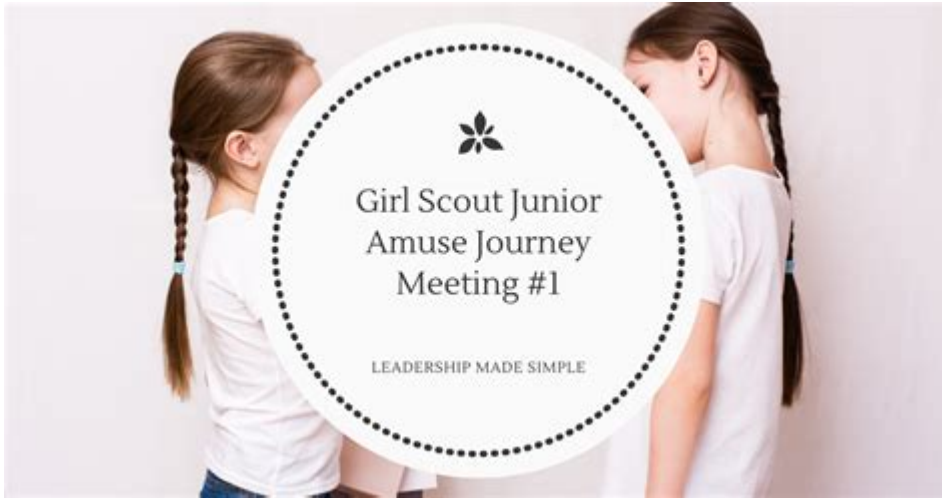 Girl Scout Junior
Amuse Journey
Meeting #1
LEADERSHIP MADE SIMPLE